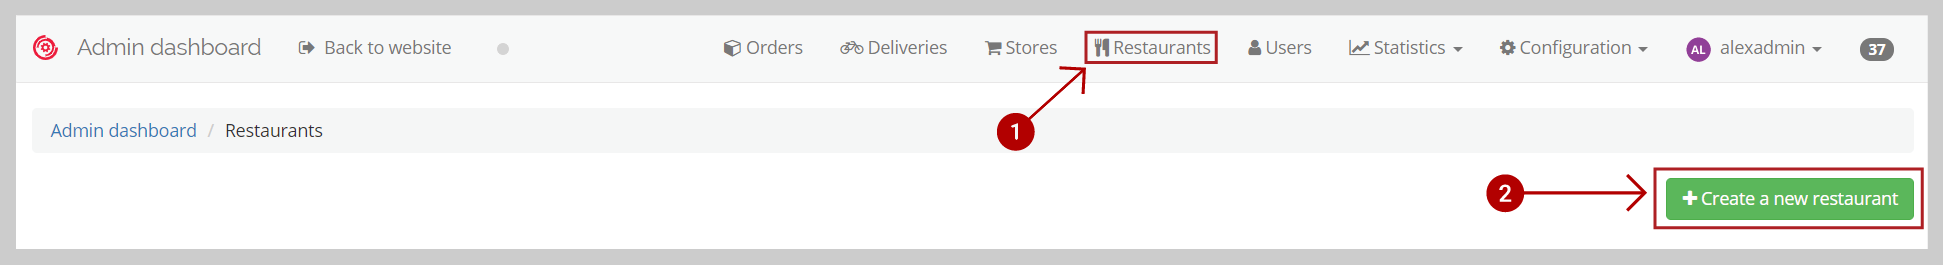 Admin dashboard Back to website Orders Deliveries Stores Restaurants Users Statistics Configuration AL alexadmin 37
1
Admin dashboard / Restaurants
2 Create a new restaurant